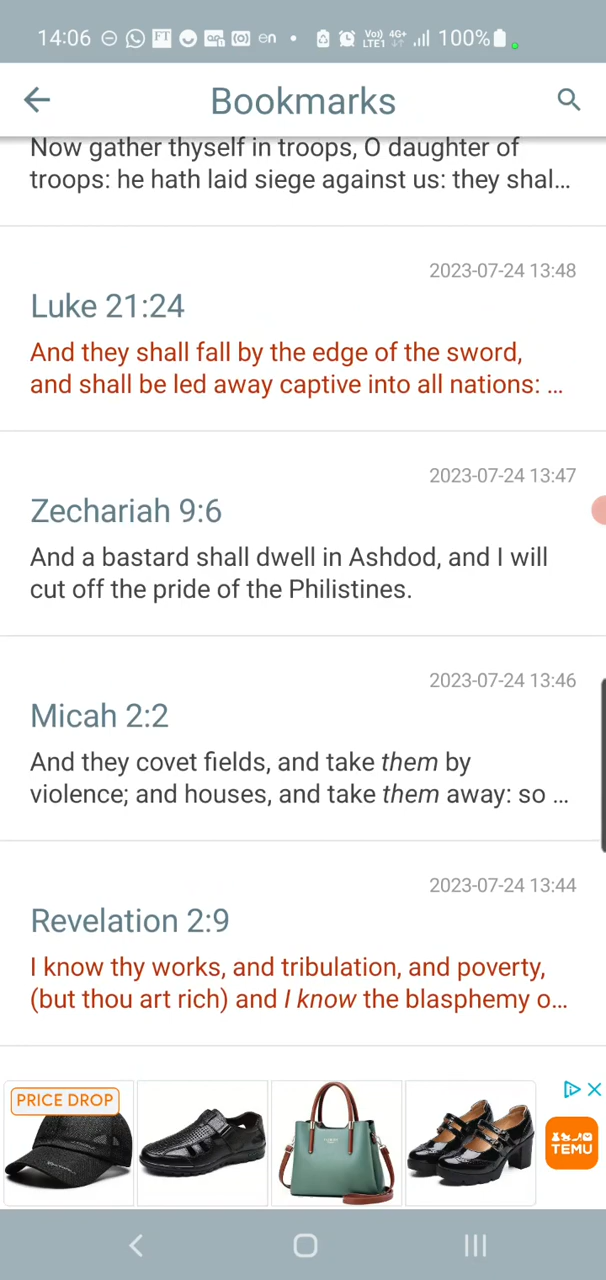 14:06 FT en 100%
Vo)) 4G+
LTE1
Bookmarks
Now gather thyself in troops, O daughter of
troops: he hath laid siege against us: they shal...
2023-07-24 13:48
Luke 21:24
And they shall fall by the edge of the sword,
and shall be led away captive into all nations: ...
2023-07-24 13:47
Zechariah 9:6
And a bastard shall dwell in Ashdod, and I will
cut off the pride of the Philistines.
2023-07-24 13:46
Micah 2:2
And they covet fields, and take them by
violence; and houses, and take them away: so ...
2023-07-24 13:44
Revelation 2:9
I know thy works, and tribulation, and poverty,
(but thou art rich) and I know the blasphemy o...
PRICE DROP
TEMU